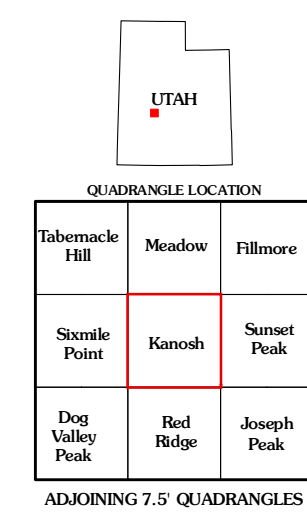 UTAH
QUADRANGLE LOCATION
Tabernacle
Hill
Meadow
Fillmore
Sixmile
Point
Kanosh
Sunset
Peak
Dog
Valley
Peak
Red
Ridge
Joseph
Peak
ADJOINING 7.5' QUADRANGLES